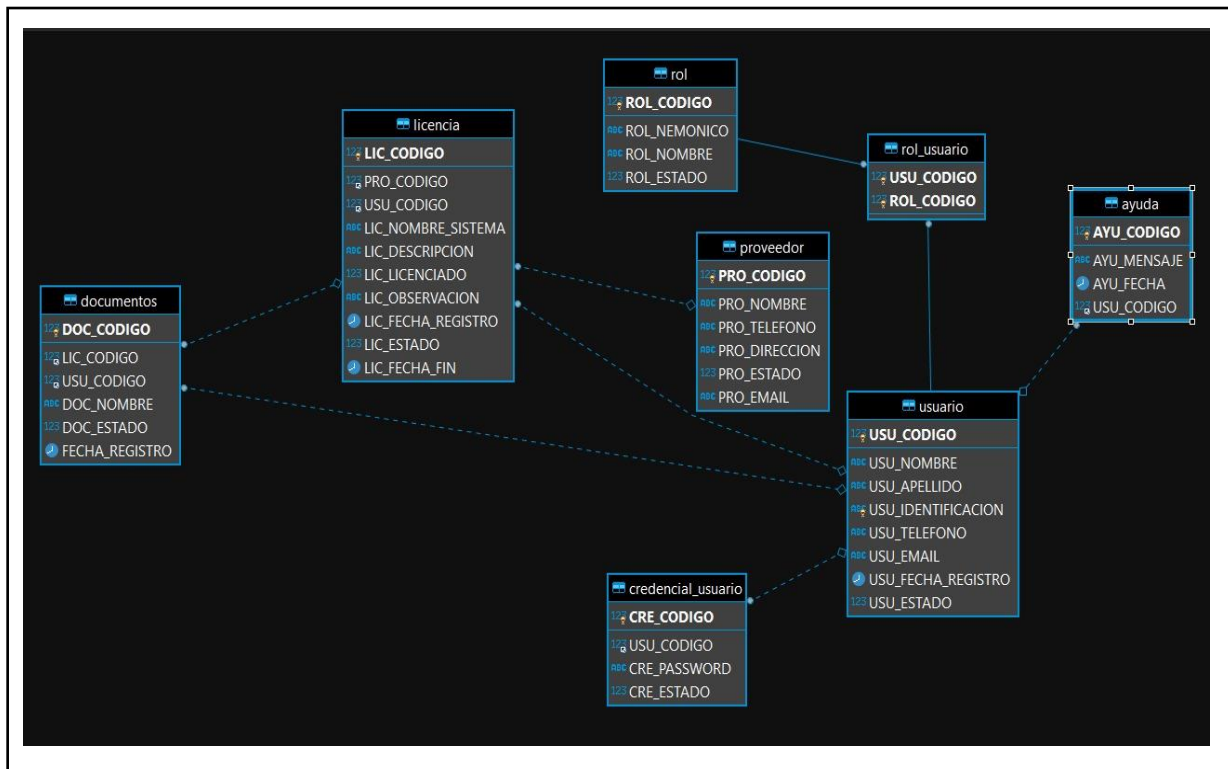 rol
ROL_CODIGO
ROL_NEMONICO
ROL_NOMBRE
ROL_ESTADO
licencia
LIC_CODIGO
PRO_CODIGO
USU_CODIGO
LIC_NOMBRE_SISTEMA
LIC_DESCRIPCION
LIC_LICENCIADO
LIC_OBSERVACION
LIC_FECHA_REGISTRO
LIC_ESTADO
LIC_FECHA_FIN
rol_usuario
USU_CODIGO
ROL_CODIGO
ayuda
AYU_CODIGO
AYU_MENSAJE
AYU_FECHA
USU_CODIGO
proveedor
PRO_CODIGO
PRO_NOMBRE
PRO_TELEFONO
PRO_DIRECCION
PRO_ESTADO
PRO_EMAIL
documentos
DOC_CODIGO
LIC_CODIGO
USU_CODIGO
DOC_NOMBRE
DOC_ESTADO
FECHA_REGISTRO
usuario
USU_CODIGO
USU_NOMBRE
USU_APELLIDO
USU_IDENTIFICACION
USU_TELEFONO
USU_EMAIL
USU_FECHA_REGISTRO
USU_ESTADO
credencial_usuario
CRE_CODIGO
USU_CODIGO
CRE_PASSWORD
CRE_ESTADO